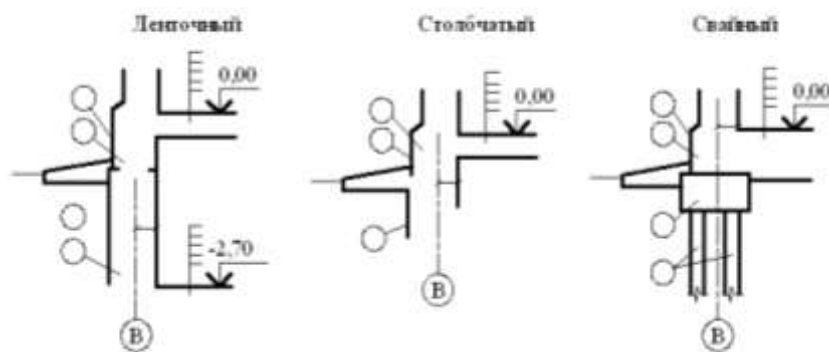 Ленточный
Столбчатый
Свайный
0,00
0,00
0,00
-2,70
В
В
В